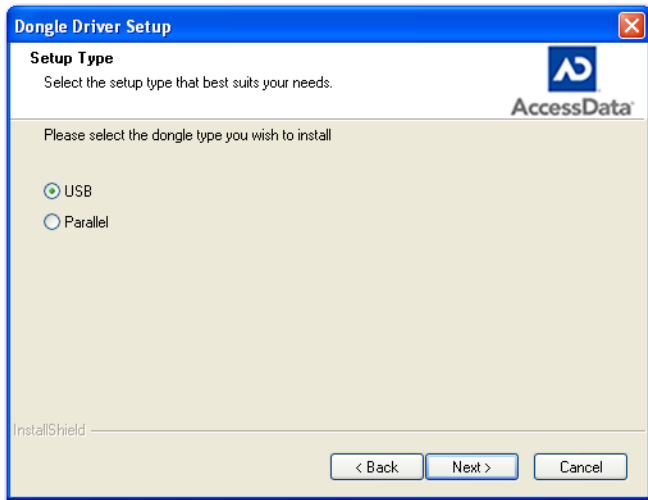 Dongle Driver Setup
Setup Type
Select the setup type that best suits your needs.
AccessData
Please select the dongle type you wish to install
USB
Parallel
InstallShield
< Back
Next >
Cancel